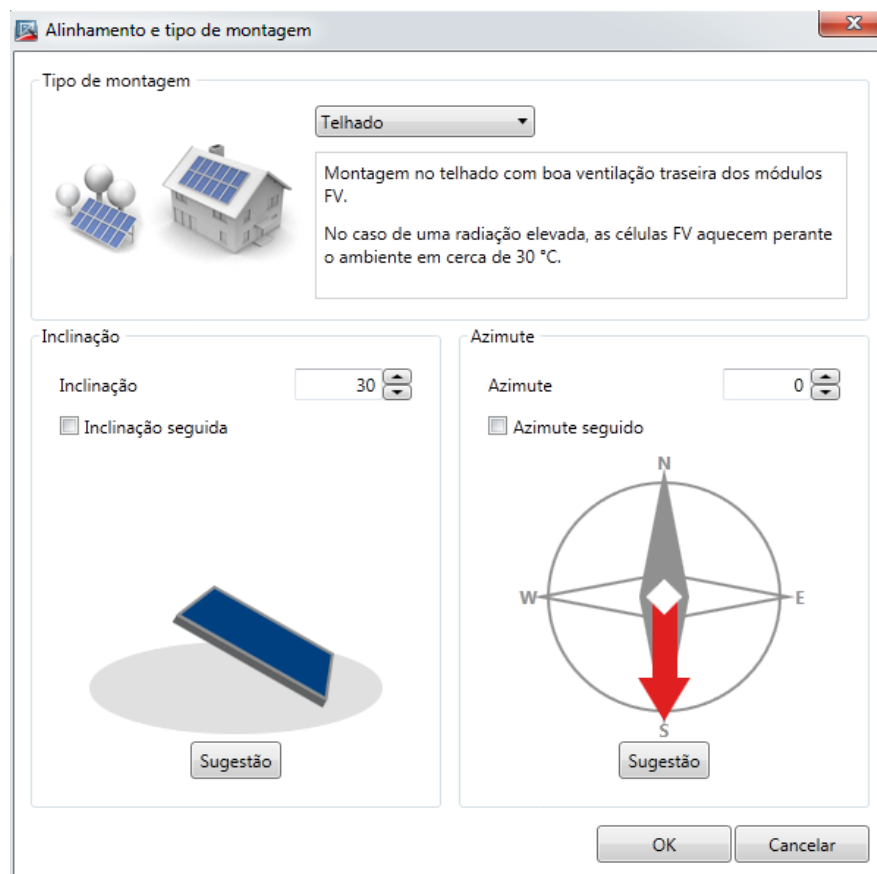 Alinhamento e tipo de montagem
Tipo de montagem
Telhado
Montagem no telhado com boa ventilação traseira dos módulos
FV.
No caso de uma radiação elevada, as células FV aquecem perante
o ambiente em cerca de 30 °C.
Inclinação
Inclinação 30
Inclinação seguida
Sugestão
Azimute
Azimute 0
Azimute seguido
N
W E
S
Sugestão
OK Cancelar